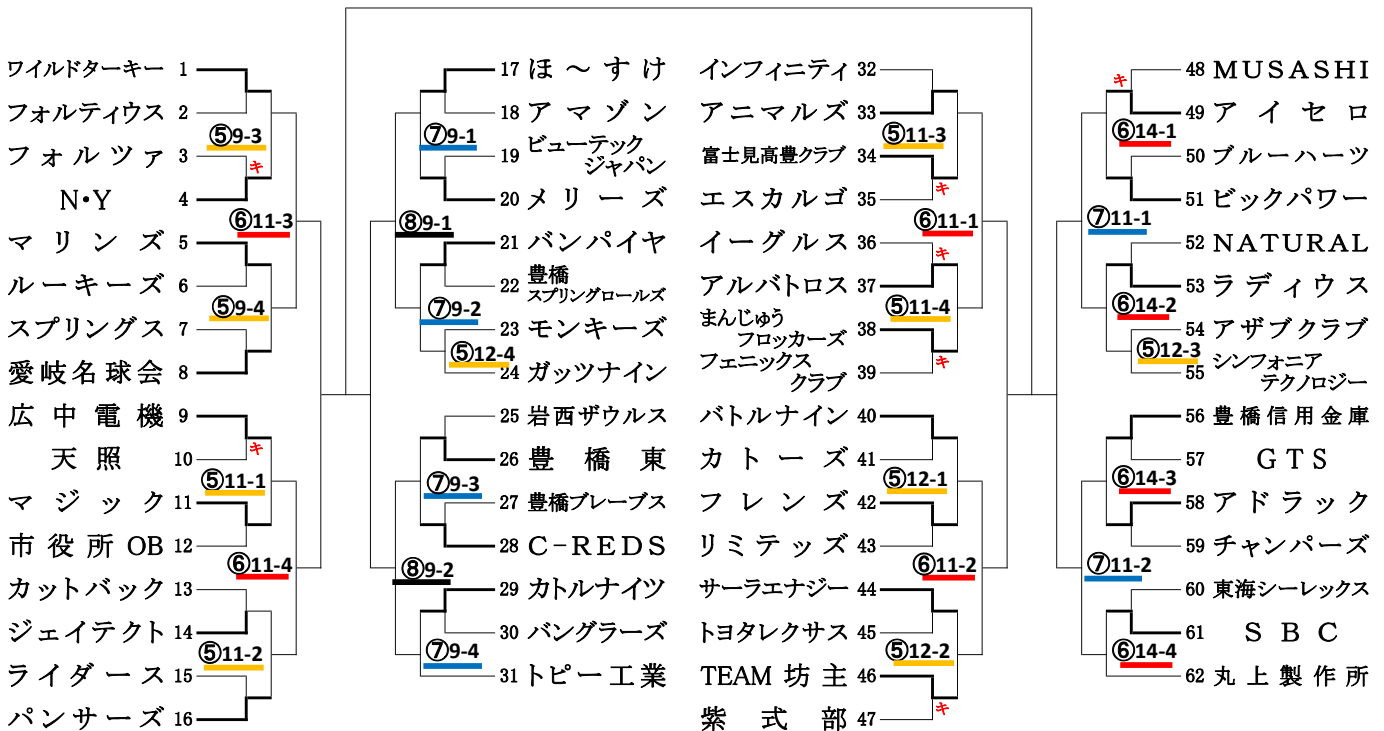 ワイルドターキー 1
フォルティウス 2
⑤9-3
フォルツァ 3
キ
N・Y 4
⑥11-3
マリンズ 5
ルーキーズ 6
⑤9-4
スプリングス 7
愛岐名球会 8
広中電機 9
キ
天照 10
⑤11-1
マジック 11
市役所OB 12
⑥11-4
カットバック 13
ジェイテクト 14
⑤11-2
ライダース 15
パンサーズ 16
17 ほ～すけ
18 アマゾン
⑦9-1
19 ビューテック
ジャパン
20 メリーズ
⑧9-1
21 バンパイヤ
22 豊橋
スプリングロールズ
⑦9-2
23 モンキーズ
⑤12-4
24 ガッツナイン
25 岩西ザウルス
26 豊橋東
⑦9-3
27 豊橋ブレーブス
28 C-REDS
⑧9-2
29 カトルナイツ
30 バングラーズ
⑦9-4
31 トピー工業
インフィニティ 32
アニマルズ 33
⑤11-3
富士見高豊クラブ 34
キ
エスカルゴ 35
⑥11-1
イーグルス 36
キ
アルバトロス 37
⑤11-4
まんじゅう
フロッカーズ 38
フェニックス
クラブ 39
キ
バトルナイン 40
カトーズ 41
⑤12-1
フレンズ 42
リミテッズ 43
⑥11-2
サーラエナジー 44
トヨタレクサス 45
⑤12-2
TEAM坊主 46
キ
紫式部 47
48 MUSASHI
キ
49 アイセロ
⑥14-1
50 ブルーハーツ
51 ビックパワー
⑦11-1
52 NATURAL
53 ラディウス
⑥14-2
54 アザブクラブ
⑤12-3
55 シンフォニア
テクノロジー
56 豊橋信用金庫
57 GTS
⑥14-3
58 アドラック
59 チャンパーズ
⑦11-2
60 東海シーレックス
61 SBC
⑥14-4
62 丸上製作所